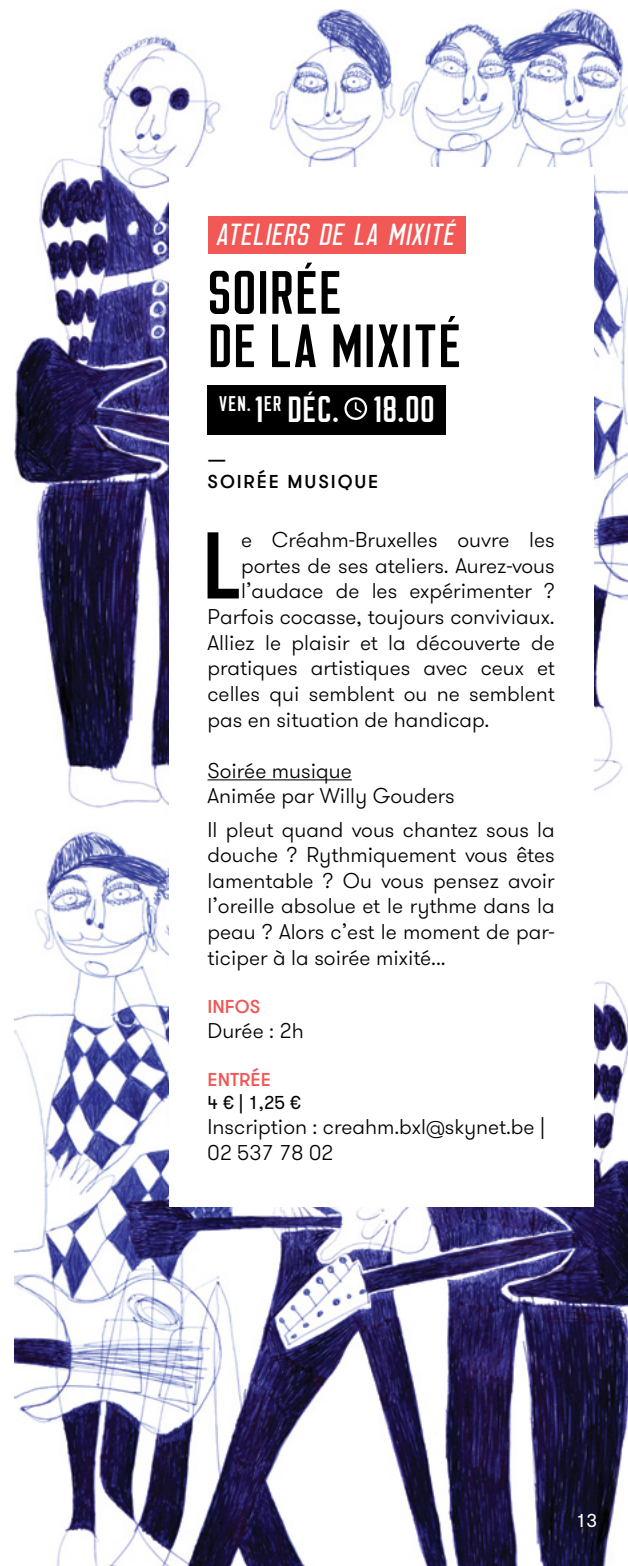 ATELIERS DE LA MIXITÉ
SOIRÉE
DE LA MIXITÉ
VEN. 1ER DÉC. 18.00
—
SOIRÉE MUSIQUE
Le Créahm-Bruxelles ouvre les
portes de ses ateliers. Aurez-vous
l’audace de les expérimenter ?
Parfois cocasse, toujours conviviaux.
Alliez le plaisir et la découverte de
pratiques artistiques avec ceux et
celles qui semblent ou ne semblent
pas en situation de handicap.
Soirée musique
Animée par Willy Gouders
Il pleut quand vous chantez sous la
douche ? Rythmiquement vous êtes
lamentable ? Ou vous pensez avoir
l’oreille absolue et le rythme dans la
peau ? Alors c’est le moment de par-
ticiper à la soirée mixité...
INFOS
Durée : 2h
ENTRÉE
4 € | 1,25 €
Inscription : creahm.bxl@skynet.be |
02 537 78 02
13